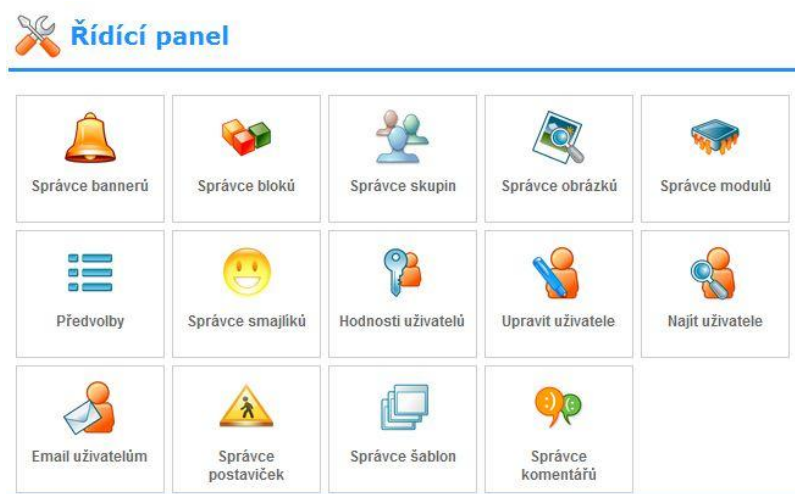 Řídící panel
Správce bannerů
Správce bloků
Správce skupin
Správce obrázků
Správce modulů
Předvolby
Správce smajlíků
Hodnosti uživatelů
Upravit uživatele
Najít uživatele
Email uživatelům
Správce
postaviček
Správce šablon
Správce
komentářů